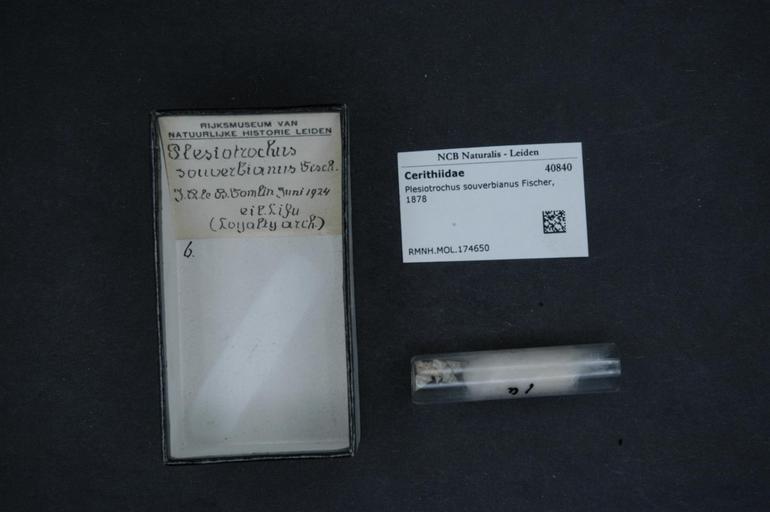 RIJKSMUSEUM VAN
NATUURLIJKE HISTORIE LEIDEN
Plesiotrochus
souverbianus Fisch.
J. R. le B. Tomlin Juni 1924
eil. Lifu
(Loyalty arch.)
6.
NCB Naturalis - Leiden
Cerithiidae 40840
Plesiotrochus souverbianus Fischer,
1878
RMNH.MOL.174650